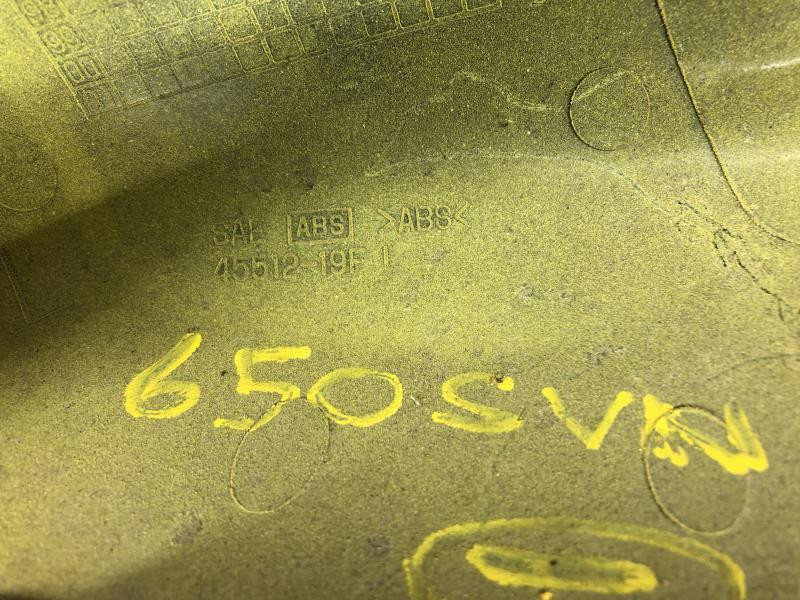 SAE ABS >ABS<
45512-19F L
650SVN